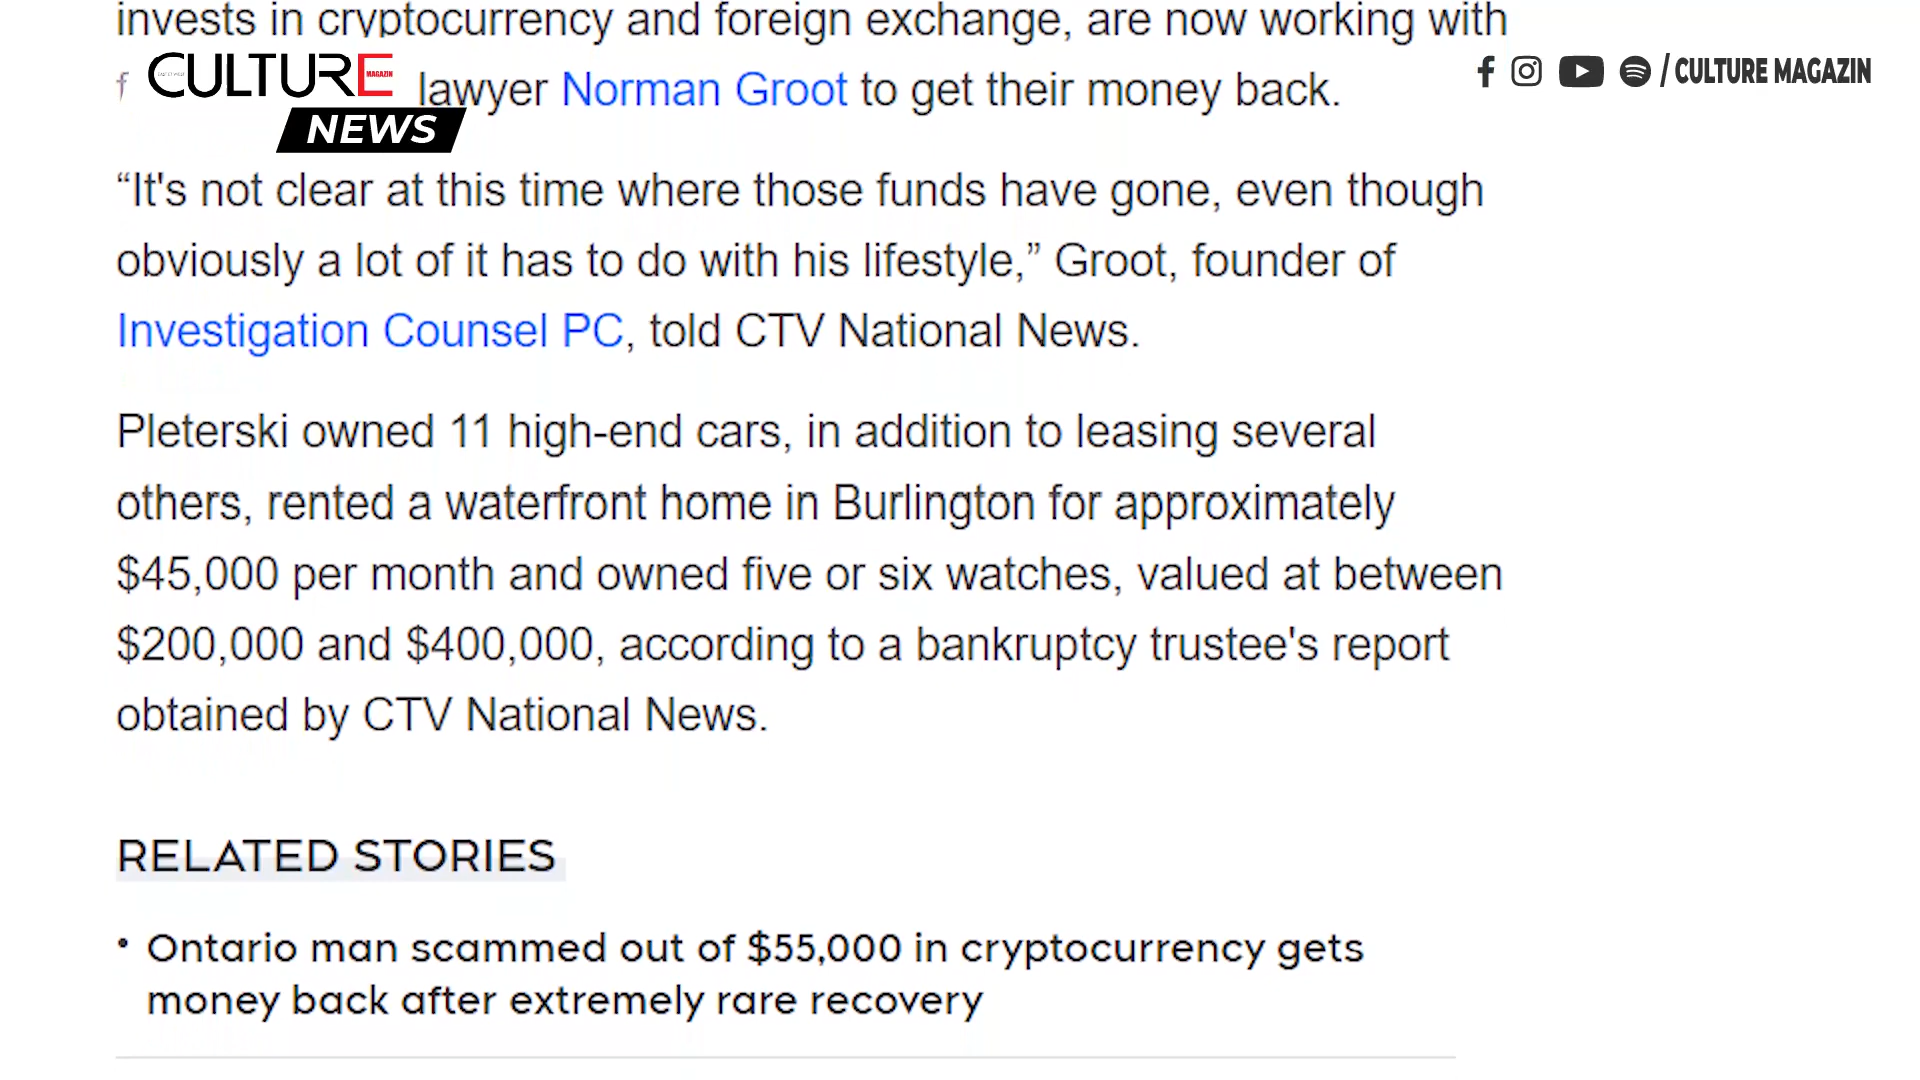 invests in cryptocurrency and foreign exchange, are now working with
f lawyer Norman Groot to get their money back.
CULTURE
MAGAZIN
NEWS
/ CULTURE MAGAZIN
“It's not clear at this time where those funds have gone, even though
obviously a lot of it has to do with his lifestyle,” Groot, founder of
Investigation Counsel PC, told CTV National News.
Pleterski owned 11 high-end cars, in addition to leasing several
others, rented a waterfront home in Burlington for approximately
$45,000 per month and owned five or six watches, valued at between
$200,000 and $400,000, according to a bankruptcy trustee's report
obtained by CTV National News.
RELATED STORIES
• Ontario man scammed out of $55,000 in cryptocurrency gets
money back after extremely rare recovery